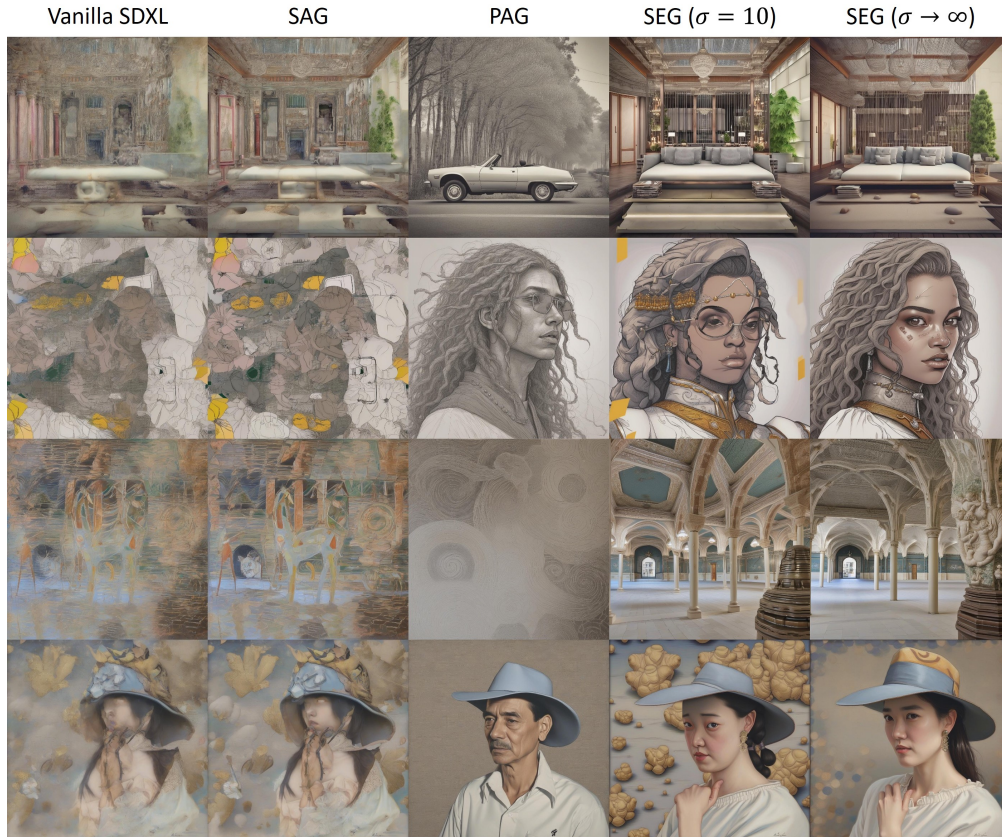 Vanilla SDXL SAG PAG SEG (σ = 10) SEG (σ → ∞)